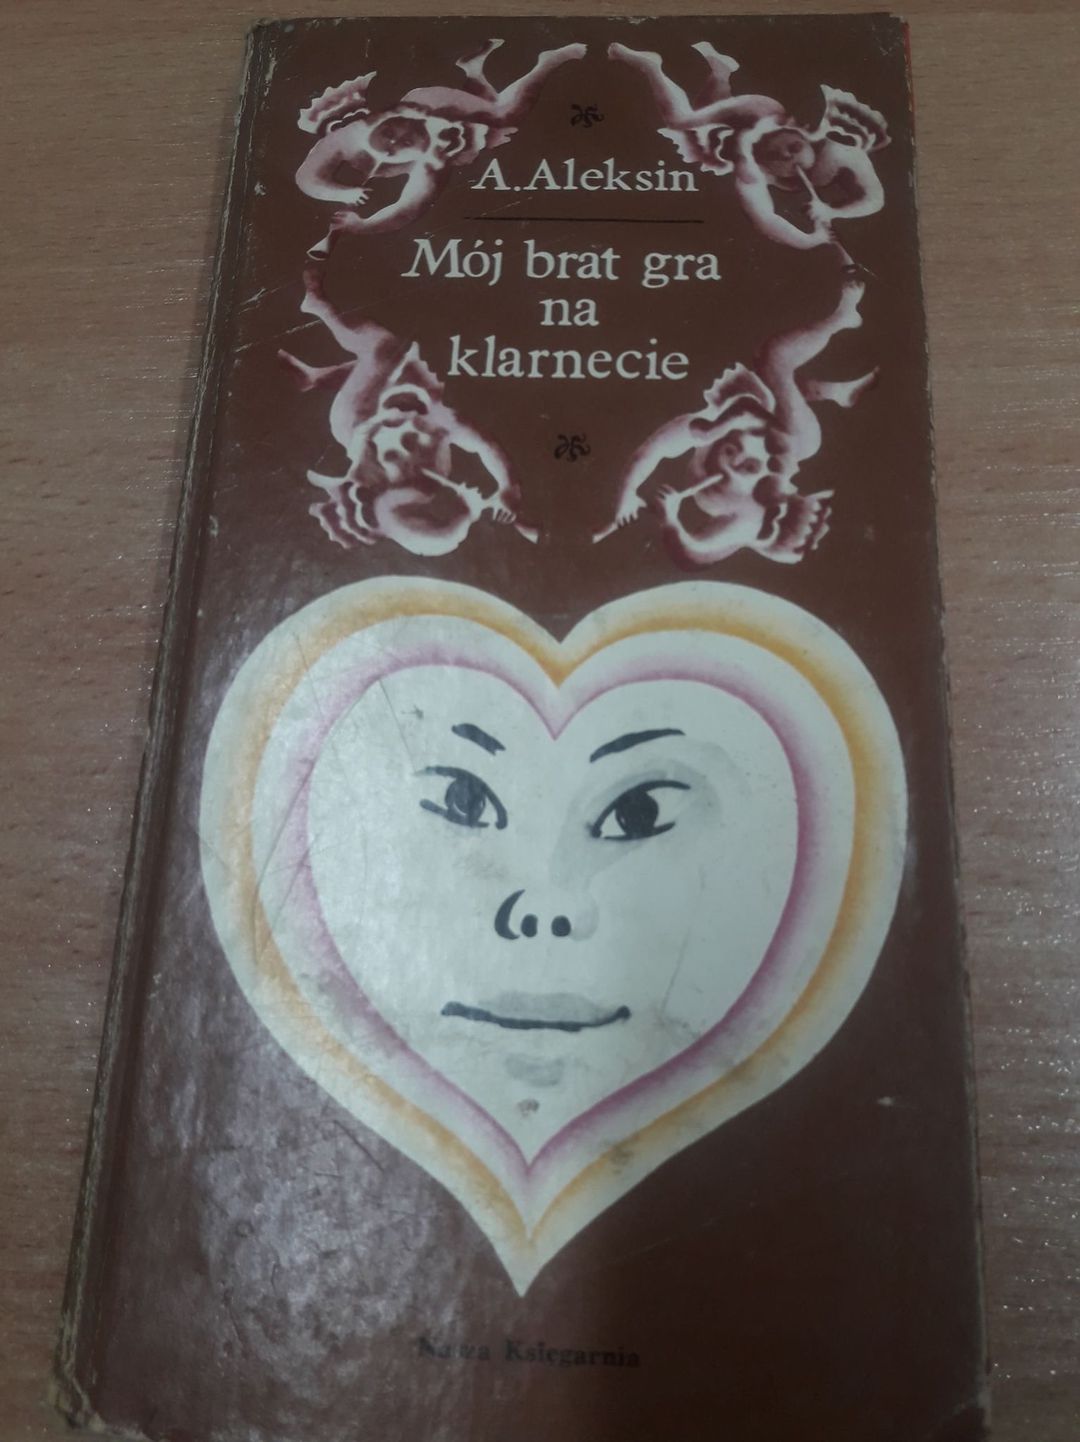 A.Aleksin
Mój brat gra
na
klarnecie
Nasza Księgarnia